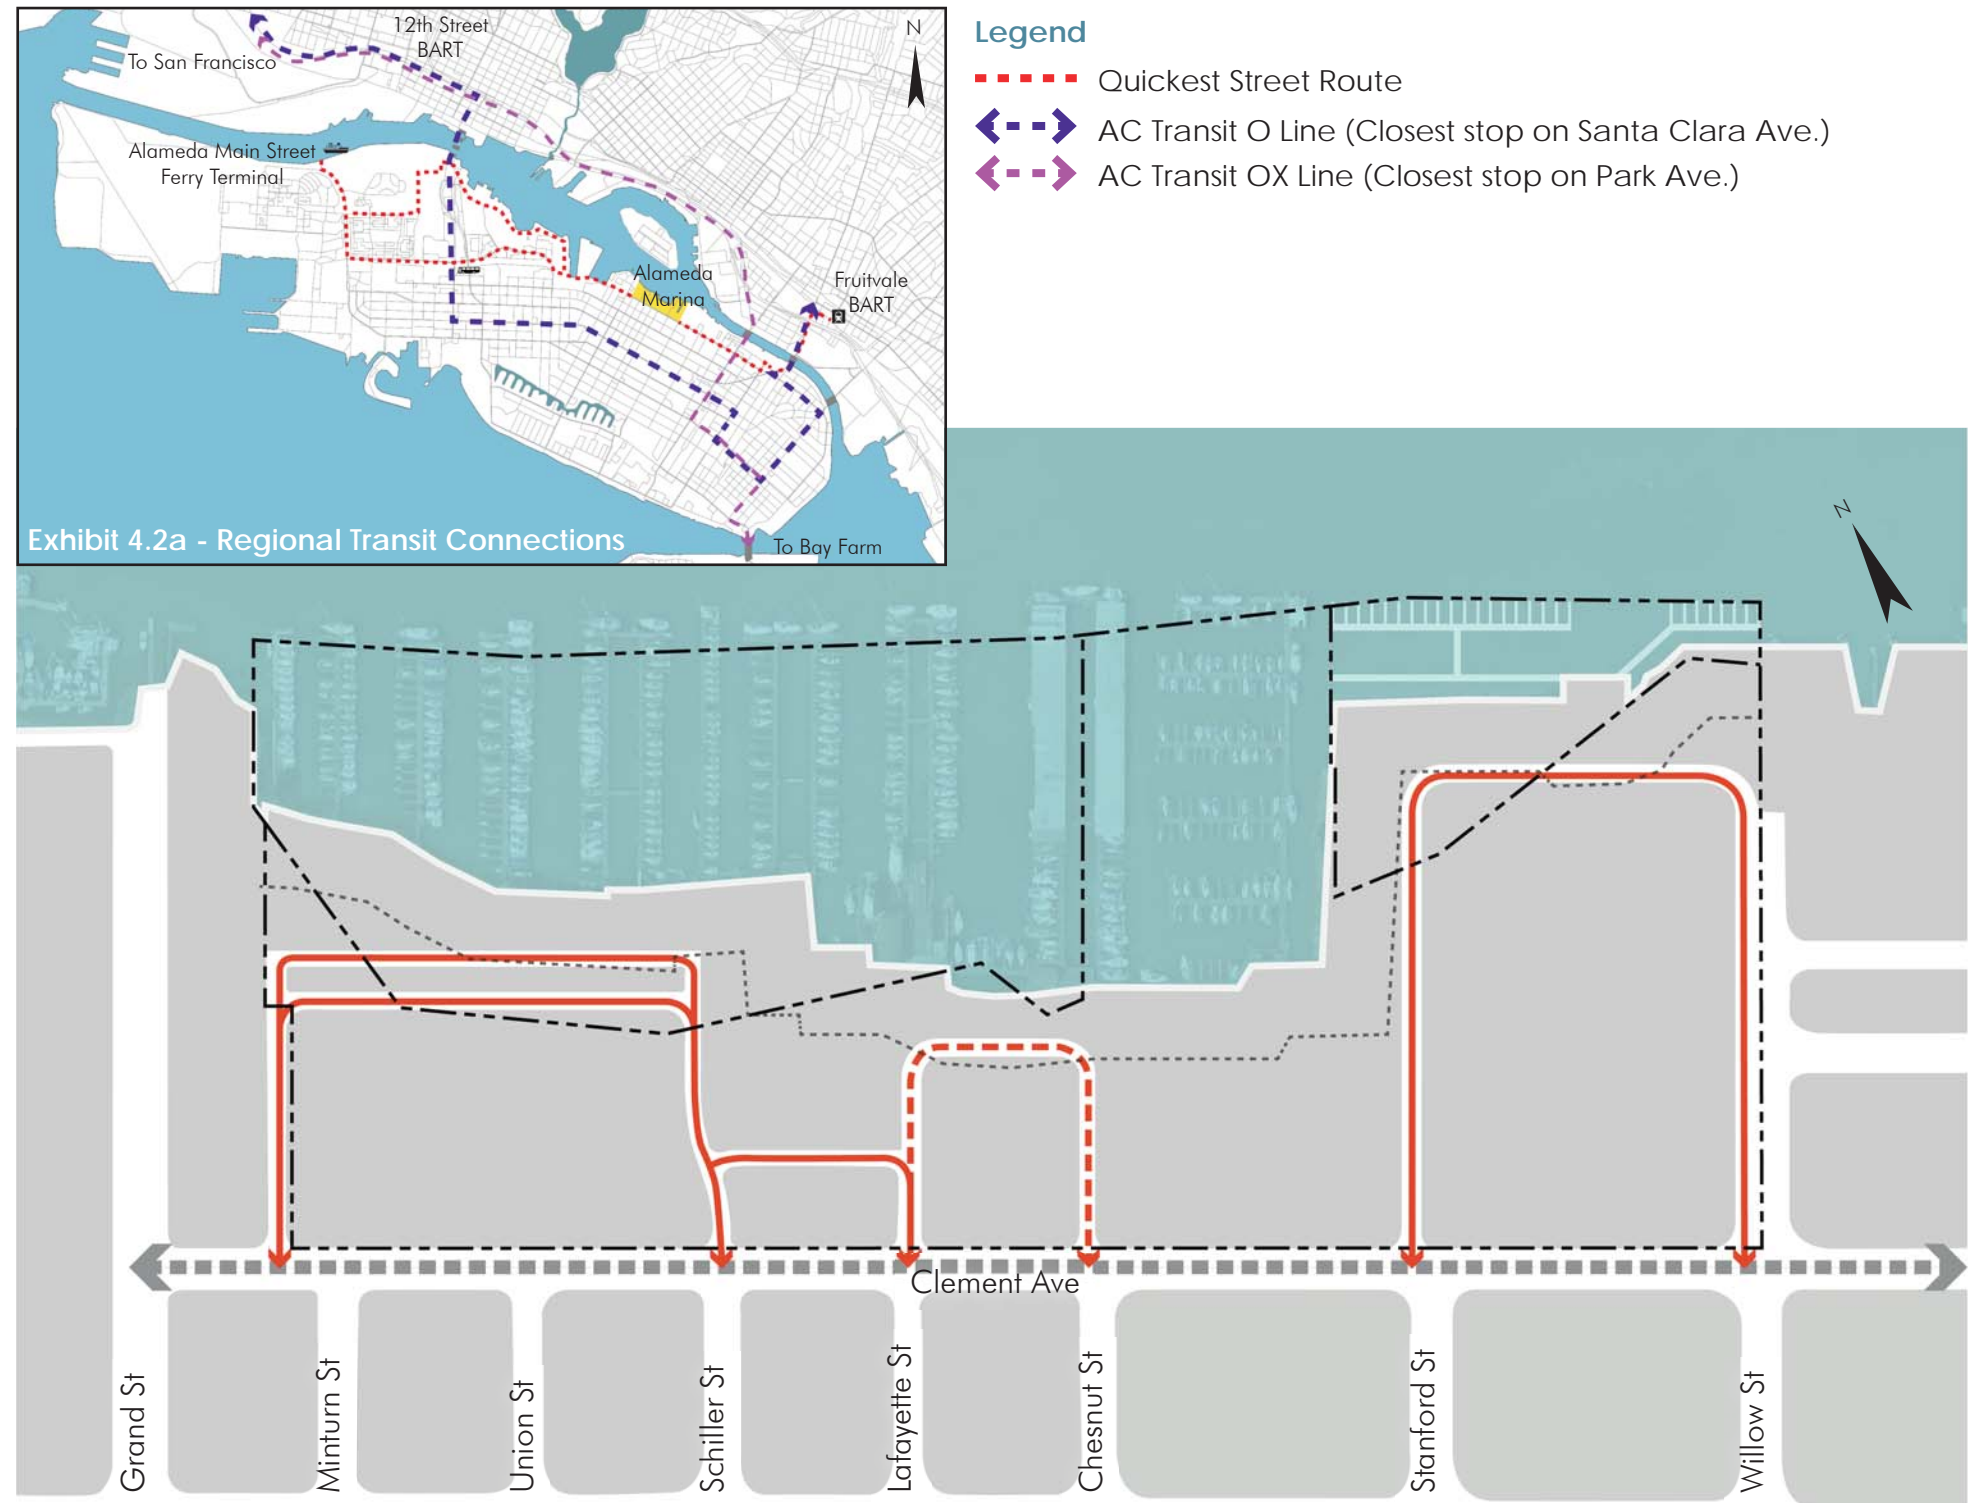 12th Street
BART
To San Francisco
N
Alameda Main Street
Ferry Terminal
Alameda
Marina
Fruitvale
BART
To Bay Farm
Exhibit 4.2a - Regional Transit Connections
Legend
Quickest Street Route
AC Transit O Line (Closest stop on Santa Clara Ave.)
AC Transit OX Line (Closest stop on Park Ave.)
N
Clement Ave
Grand St
Minturn St
Union St
Schiller St
Lafayette St
Chesnut St
Stanford St
Willow St